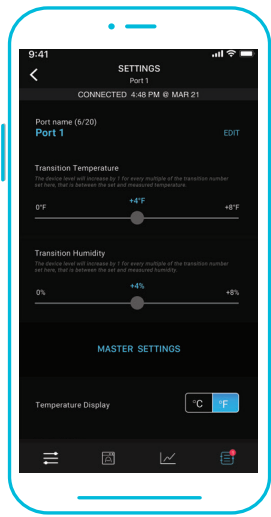 9:41
SETTINGS
Port 1
CONNECTED 4:48 PM @ MAR 21
Port name (6/20)
Port 1
EDIT
Transition Temperature
The device level will increase by 1 for every multiple of the transition number
set here, that is between the set and measured temperature.
+4°F
0°F
+8°F
Transition Humidity
The device level will increase by 1 for every multiple of the transition number
set here, that is between the set and measured humidity.
+4%
0%
+8%
MASTER SETTINGS
Temperature Display
°C
°F